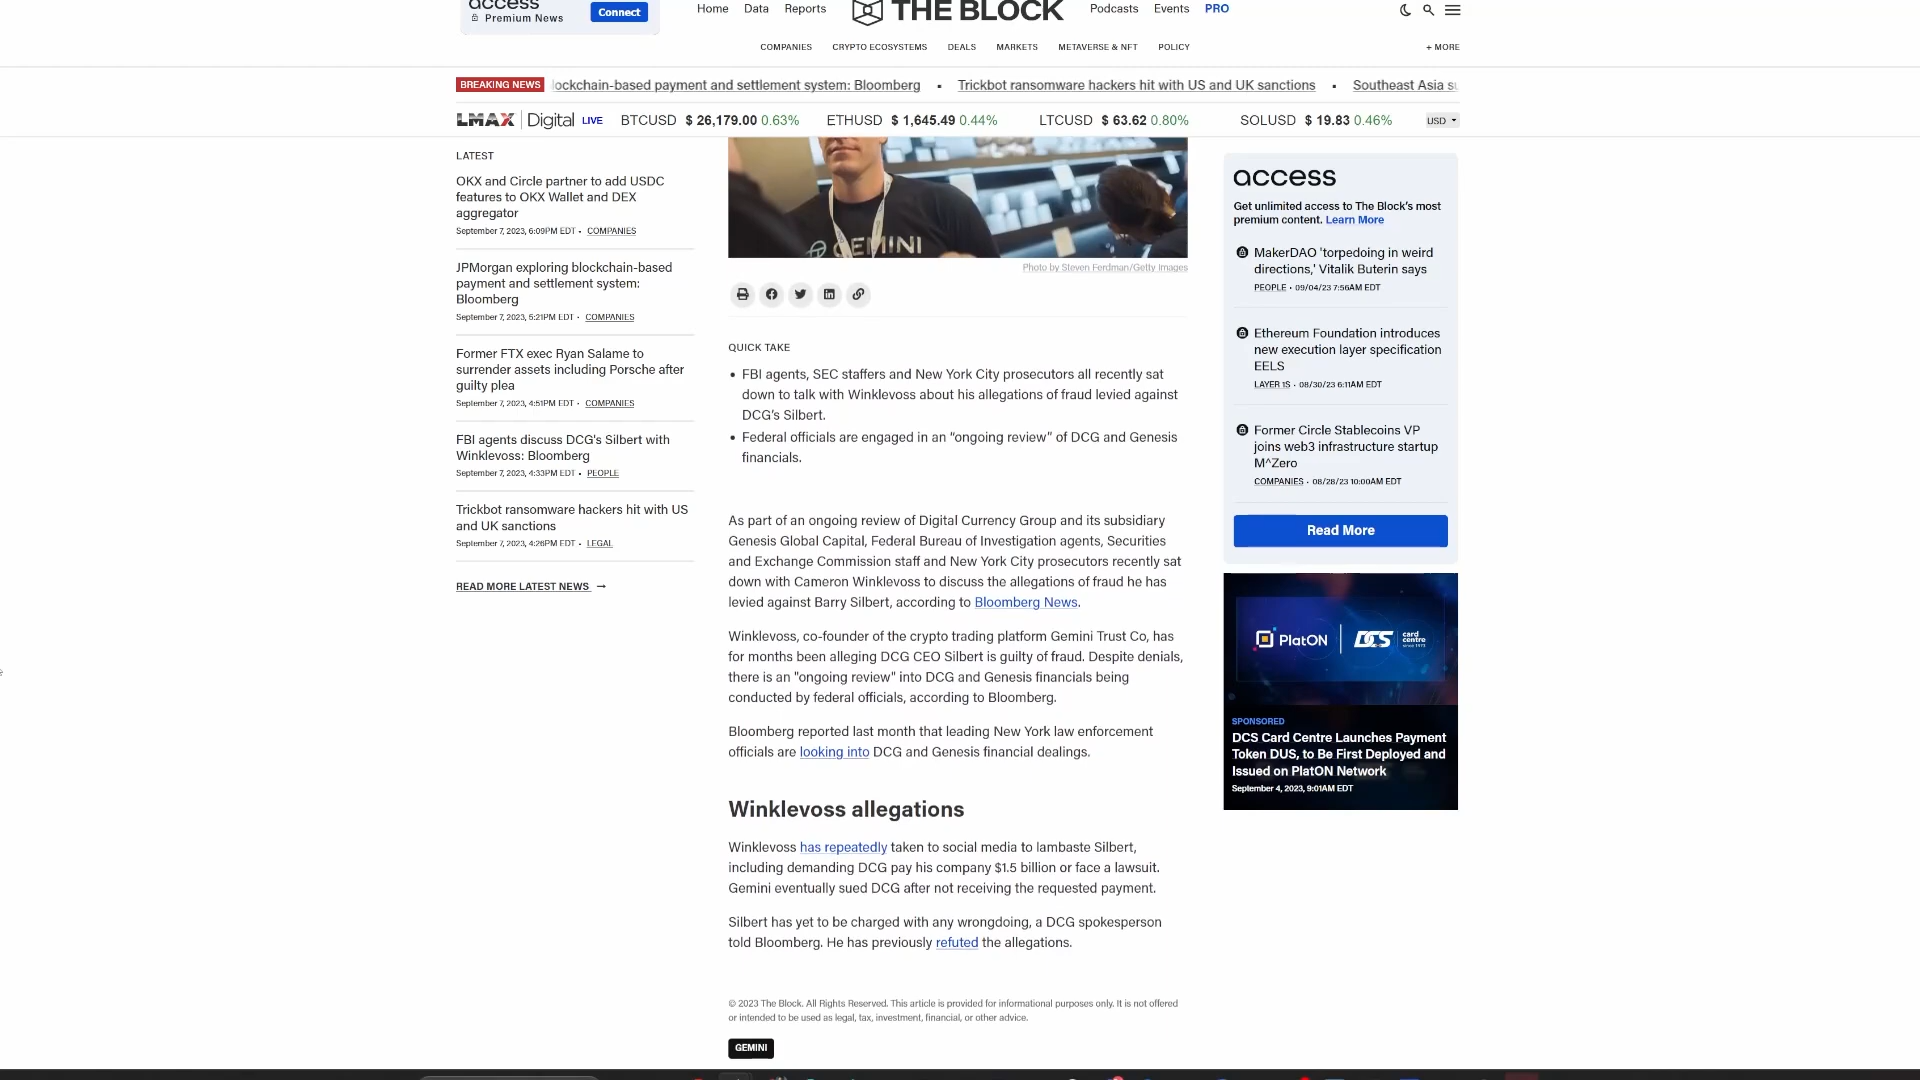 access
Premium News
Connect
Home
Data
Reports
THE BLOCK
Podcasts
Events
PRO
COMPANIES
CRYPTO ECOSYSTEMS
DEALS
MARKETS
METAVERSE & NFT
POLICY
+ MORE
BREAKING NEWS
lockchain-based payment and settlement system: Bloomberg
Trickbot ransomware hackers hit with US and UK sanctions
Southeast Asia
LMAX Digital LIVE
BTCUSD $ 26,179.00 0.63%
ETHUSD $ 1,645.49 0.44%
LTCUSD $ 63.62 0.80%
SOLUSD $ 19.83 0.46%
USD
LATEST
OKX and Circle partner to add USDC
features to OKX Wallet and DEX
aggregator
September 7, 2023, 6:09PM EDT • COMPANIES
JPMorgan exploring blockchain-based
payment and settlement system:
Bloomberg
September 7, 2023, 5:21PM EDT • COMPANIES
Former FTX exec Ryan Salame to
surrender assets including Porsche after
guilty plea
September 7, 2023, 4:51PM EDT • COMPANIES
FBI agents discuss DCG's Silbert with
Winklevoss: Bloomberg
September 7, 2023, 4:33PM EDT • PEOPLE
Trickbot ransomware hackers hit with US
and UK sanctions
September 7, 2023, 4:26PM EDT • LEGAL
READ MORE LATEST NEWS →
GEMINI
Photo by Steven Ferdman/Getty Images
QUICK TAKE
• FBI agents, SEC staffers and New York City prosecutors all recently sat
down to talk with Winklevoss about his allegations of fraud levied against
DCG’s Silbert.
• Federal officials are engaged in an “ongoing review” of DCG and Genesis
financials.
As part of an ongoing review of Digital Currency Group and its subsidiary
Genesis Global Capital, Federal Bureau of Investigation agents, Securities
and Exchange Commission staff and New York City prosecutors recently sat
down with Cameron Winklevoss to discuss the allegations of fraud he has
levied against Barry Silbert, according to Bloomberg News.
Winklevoss, co-founder of the crypto trading platform Gemini Trust Co, has
for months been alleging DCG CEO Silbert is guilty of fraud. Despite denials,
there is an "ongoing review" into DCG and Genesis financials being
conducted by federal officials, according to Bloomberg.
Bloomberg reported last month that leading New York law enforcement
officials are looking into DCG and Genesis financial dealings.
Winklevoss allegations
Winklevoss has repeatedly taken to social media to lambaste Silbert,
including demanding DCG pay his company $1.5 billion or face a lawsuit.
Gemini eventually sued DCG after not receiving the requested payment.
Silbert has yet to be charged with any wrongdoing, a DCG spokesperson
told Bloomberg. He has previously refuted the allegations.
© 2023 The Block. All Rights Reserved. This article is provided for informational purposes only. It is not offered
or intended to be used as legal, tax, investment, financial, or other advice.
GEMINI
access
Get unlimited access to The Block’s most
premium content. Learn More
MakerDAO 'torpedoing in weird
directions,' Vitalik Buterin says
PEOPLE • 09/04/23 7:56AM EDT
Ethereum Foundation introduces
new execution layer specification
EELS
LAYER 1S • 08/30/23 6:11AM EDT
Former Circle Stablecoins VP
joins web3 infrastructure startup
M^Zero
COMPANIES • 08/28/23 10:00AM EDT
Read More
PlatON | DCS card
centre
since 1973
SPONSORED
DCS Card Centre Launches Payment
Token DUS, to Be First Deployed and
Issued on PlatON Network
September 4, 2023, 9:01AM EDT